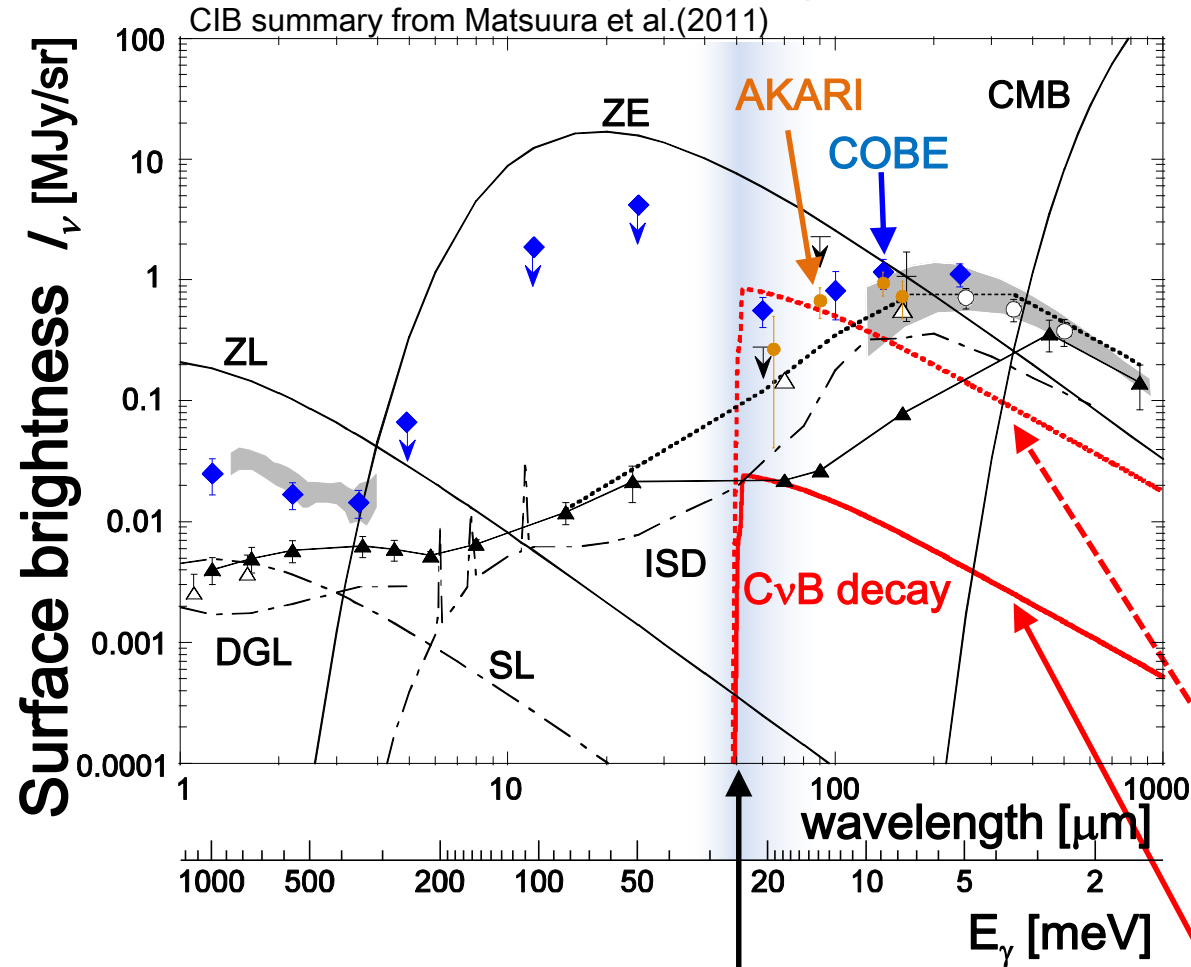 CIB summary from Matsuura et al.(2011)
Surface brightness Iν [MJy/sr]
100
10
1
0.1
0.01
0.001
0.0001
ZE
AKARI
CMB
COBE
ZL
ISD
CνB decay
DGL
SL
1 10 100 1000
wavelength [μm]
1000 500 200 100 50 20 10 5 2
Eγ [meV]